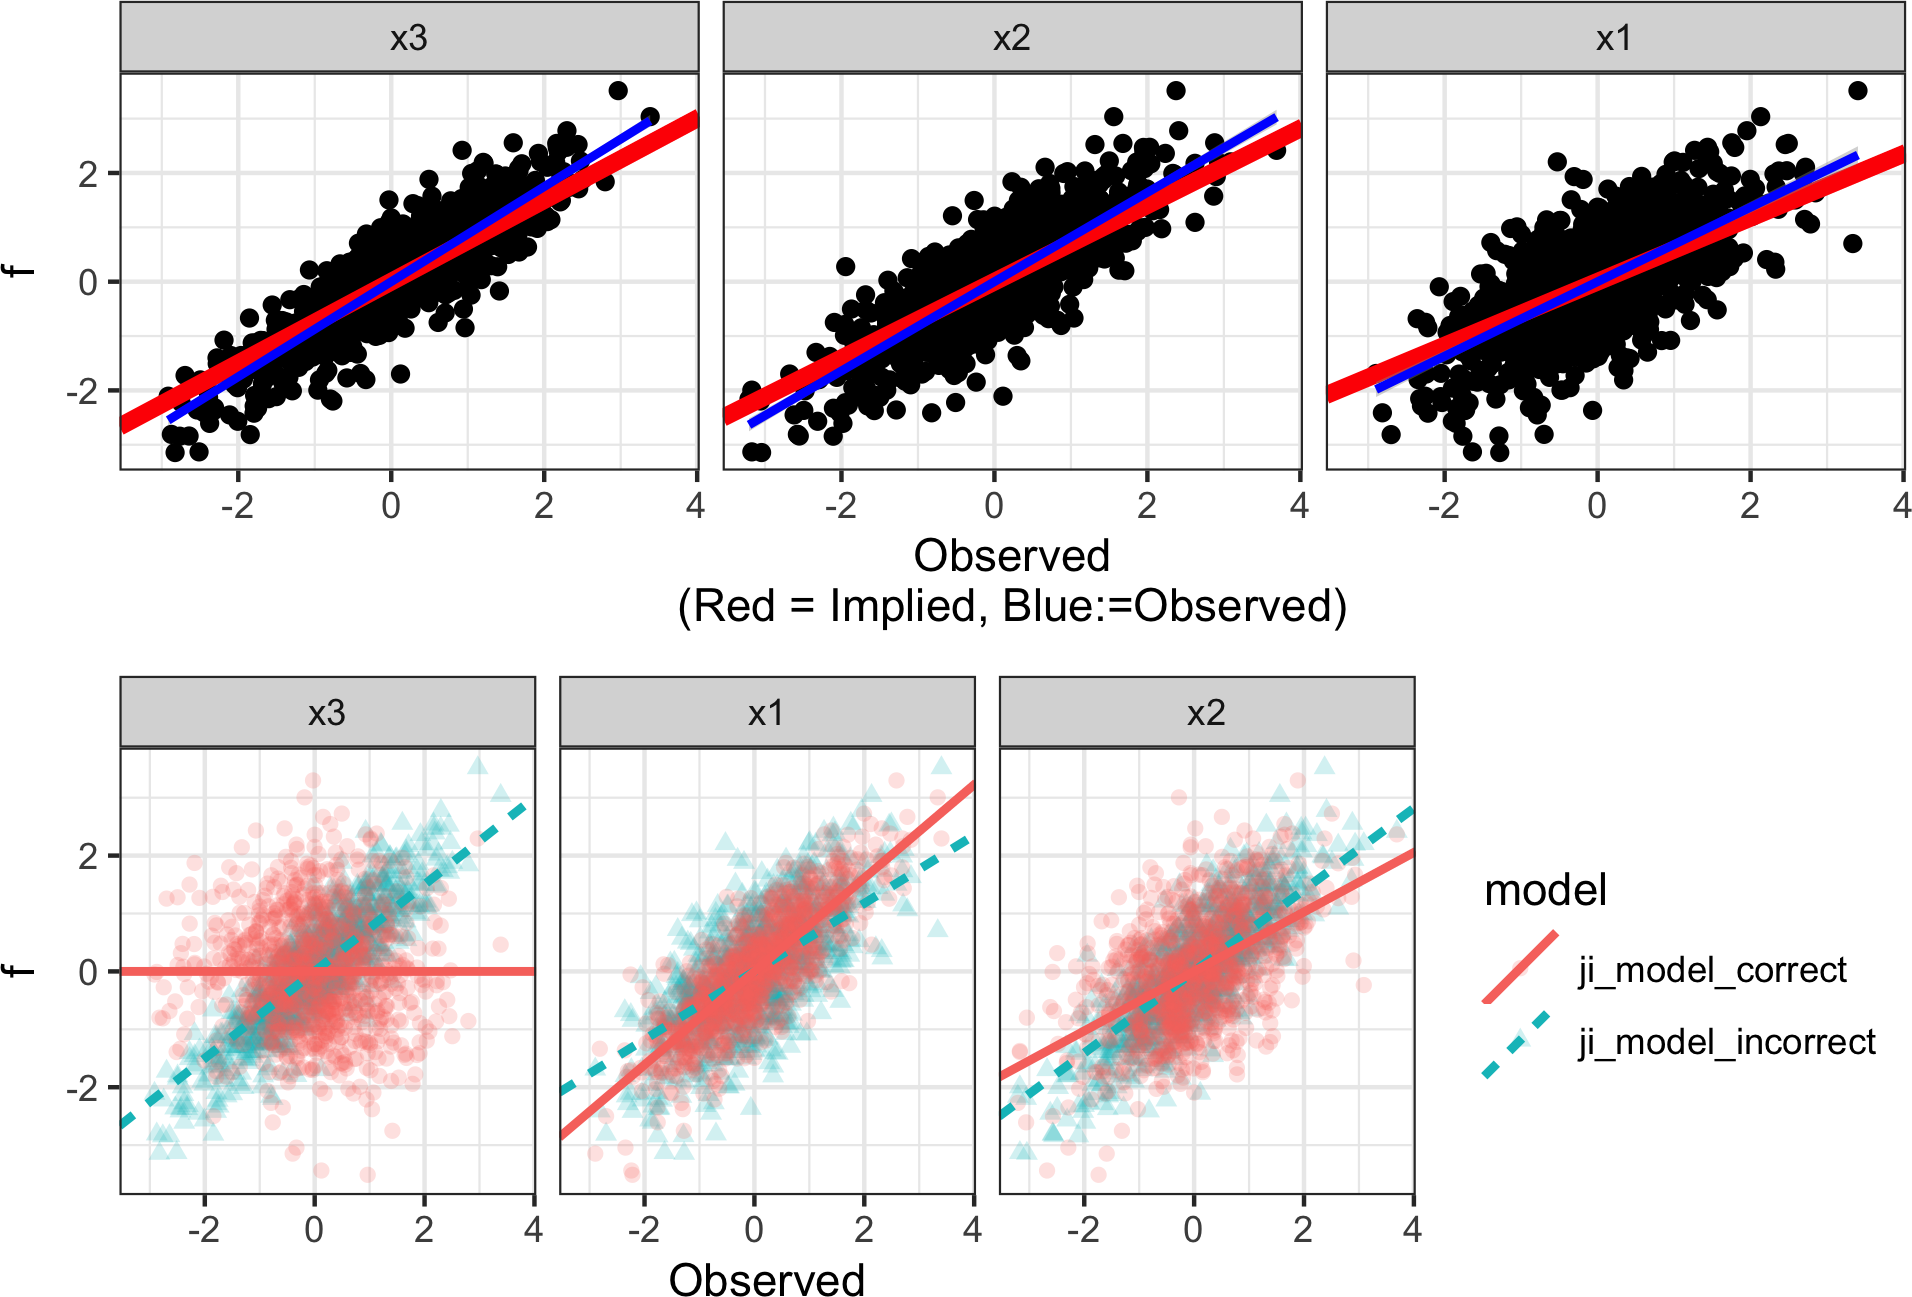 x3 x2 x1
f
2
0
-2
-2 0 2 4 -2 0 2 4 -2 0 2 4
Observed
(Red = Implied, Blue:=Observed)
x3 x1 x2
f
2
0
-2
-2 0 2 4 -2 0 2 4 -2 0 2 4
Observed
model
ji_model_correct
ji_model_incorrect